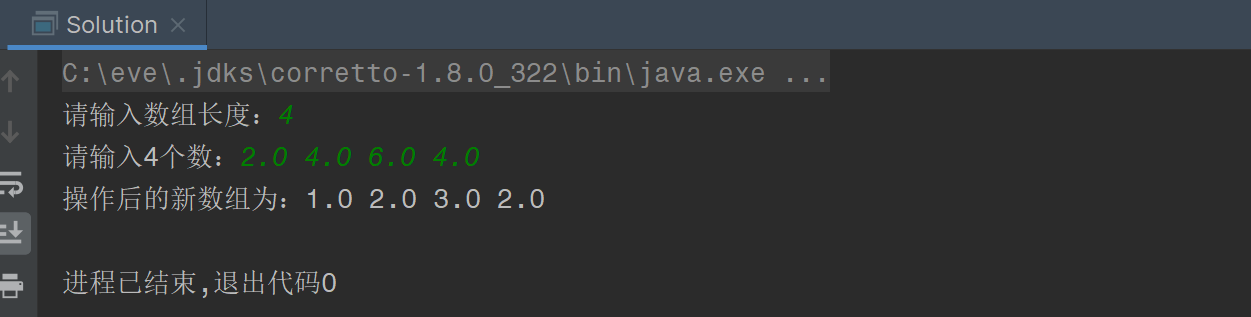 Solution
C:\eve\.jdks\corretto-1.8.0_322\bin\java.exe ...
请输入数组长度：4
请输入4个数：2.0 4.0 6.0 4.0
操作后的新数组为：1.0 2.0 3.0 2.0
进程已结束,退出代码0